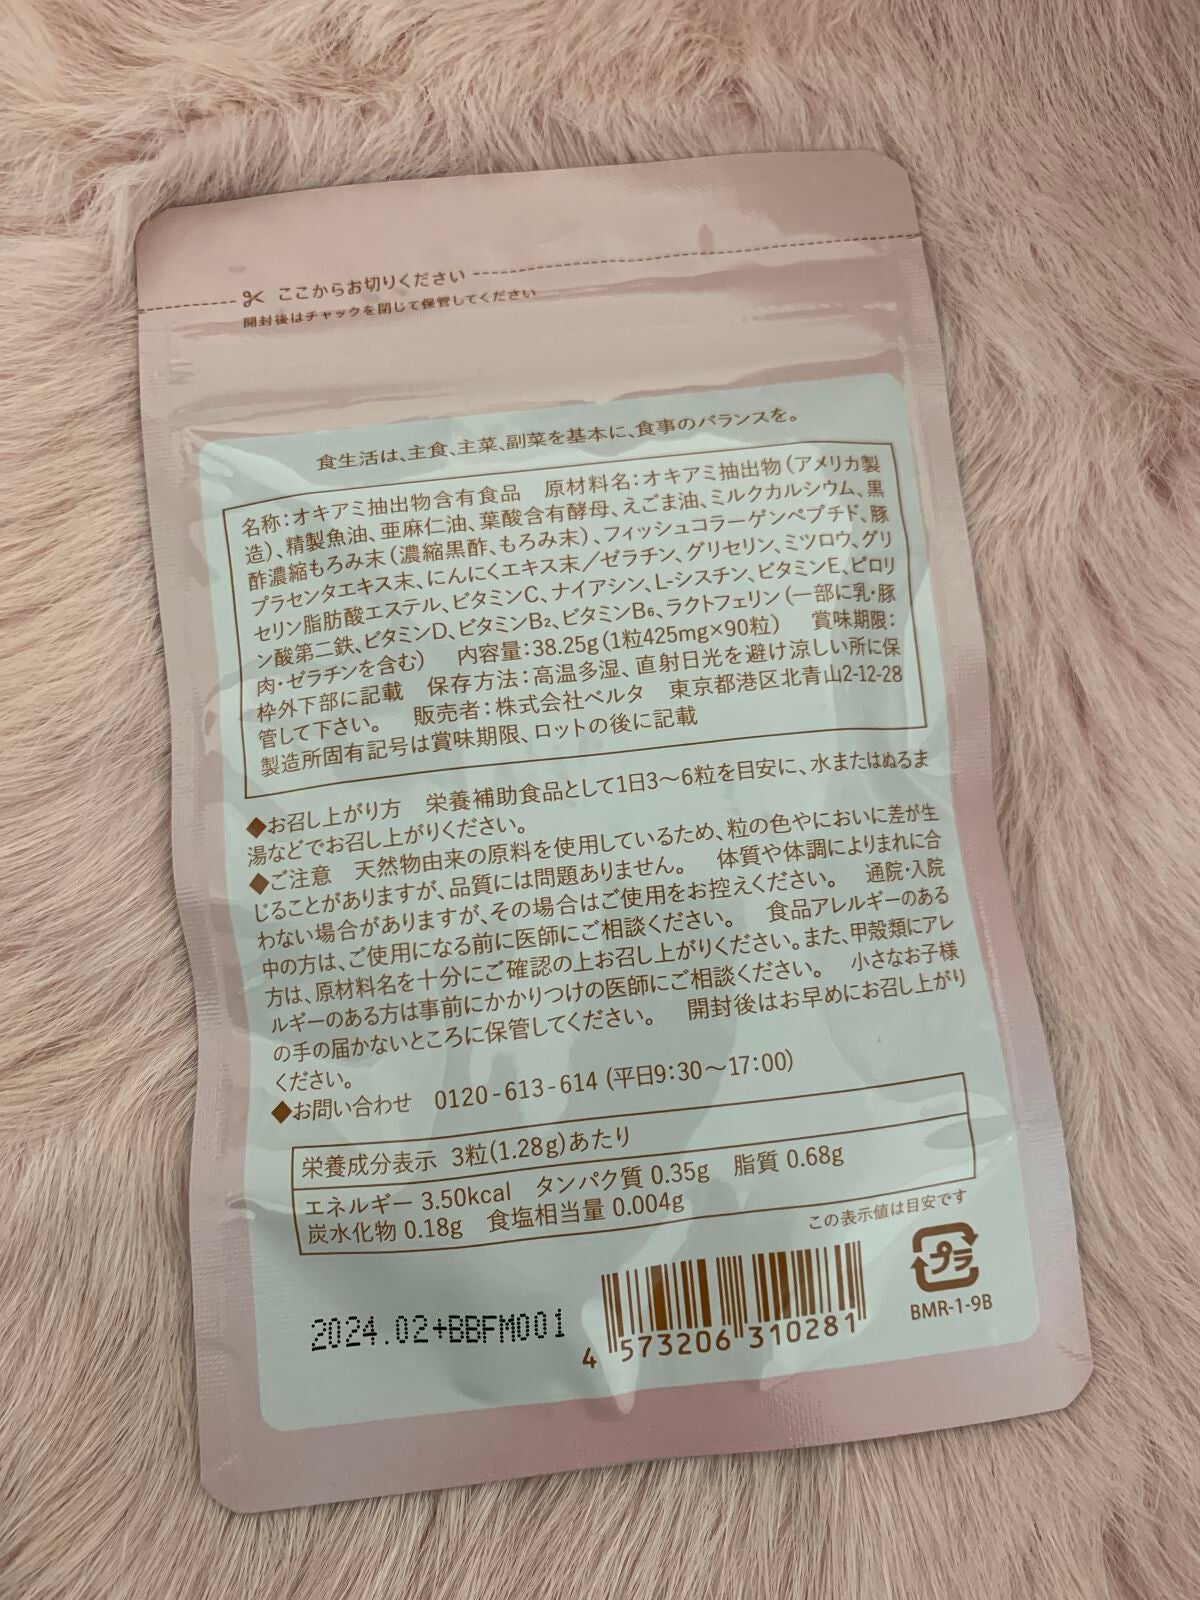 ここからお切りください
開封後はチャックを閉じて保管してください
食生活は、主食、主菜、副菜を基本に、食事のバランスを。
名称：オキアミ抽出物含有食品　原材料名：オキアミ抽出物（アメリカ製
造）、精製魚油、亜麻仁油、葉酸含有酵母、えごま油、ミルクカルシウム、黒
酢濃縮もろみ末（濃縮黒酢、もろみ末）、フィッシュコラーゲンペプチド、豚
プラセンタエキス末、にんにくエキス末／ゼラチン、グリセリン、ミツロウ、グリ
セリン脂肪酸エステル、ビタミンC、ナイアシン、L-シスチン、ビタミンE、ピロリ
ン酸第二鉄、ビタミンD、ビタミンB₂、ビタミンB₆、ラクトフェリン（一部に乳・豚
肉・ゼラチンを含む）　内容量：38.25g（1粒425mg×90粒）　賞味期限：
枠外下部に記載　保存方法：高温多湿、直射日光を避け涼しい所に保
管して下さい。　販売者：株式会社ベルタ　東京都港区北青山2-12-28
製造所固有記号は賞味期限、ロットの後に記載
◆お召し上がり方　栄養補助食品として1日3～6粒を目安に、水またはぬるま
湯などでお召し上がりください。
◆ご注意　天然物由来の原料を使用しているため、粒の色やにおいに差が生
じることがありますが、品質には問題ありません。　体質や体調によりまれに合
わない場合がありますが、その場合はご使用をお控えください。　通院・入院
中の方は、ご使用になる前に医師にご相談ください。　食品アレルギーのある
方は、原材料名を十分にご確認の上お召し上がりください。また、甲殻類にアレ
ルギーのある方は事前にかかりつけの医師にご相談ください。　小さなお子様
の手の届かないところに保管してください。　開封後はお早めにお召し上がり
ください。
◆お問い合わせ　0120-613-614（平日9：30～17：00）
栄養成分表示 3粒（1.28g）あたり
エネルギー 3.50kcal　タンパク質 0.35g　脂質 0.68g
炭水化物 0.18g　食塩相当量 0.004g
この表示値は目安です
プラ
BMR-1-9B
2024.02+BBFM001
4 573206 310281